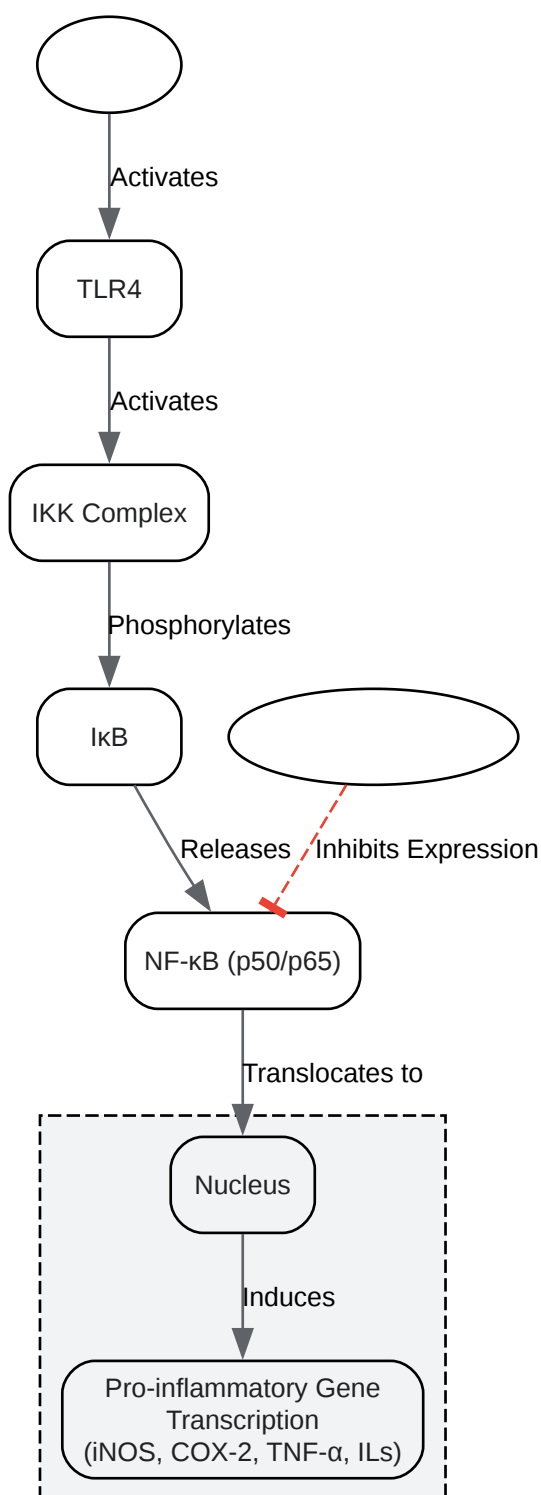 Activates
TLR4
Activates
IKK Complex
Phosphorylates
IκB
Releases
Inhibits Expression
NF-κB (p50/p65)
Translocates to
Nucleus
Induces
Pro-inflammatory Gene
Transcription
(iNOS, COX-2, TNF-α, ILs)